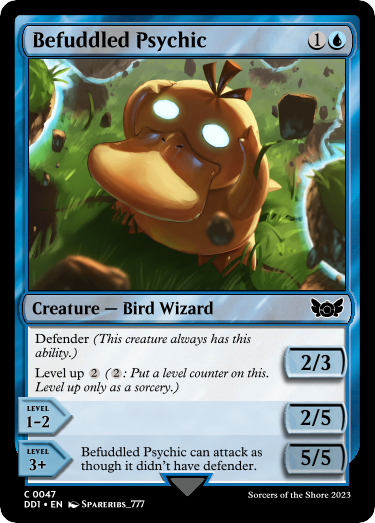 Befuddled Psychic 1
Creature — Bird Wizard
Defender (This creature always has this
ability.)
Level up 2 (2: Put a level counter on this.
Level up only as a sorcery.)
2/3
LEVEL
1-2
2/5
LEVEL
3+
Befuddled Psychic can attack as
though it didn't have defender.
5/5
C 0047
DD1 • EN Spareribs_777
Sorcers of the Shore 2023